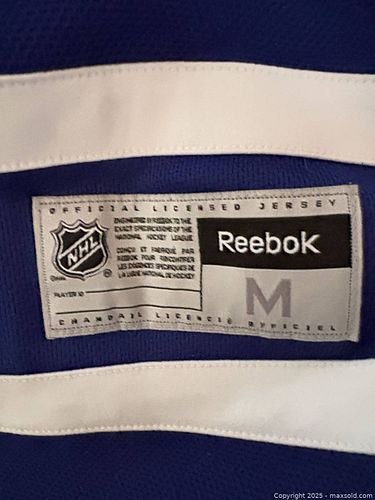 OFFICIAL LICENSED JERSEY
NHL
®
ENGINEERED BY REEBOK TO THE
EXACT SPECIFICATIONS OF THE
NATIONAL HOCKEY LEAGUE
CONÇU ET FABRIQUÉ PAR
REEBOK POUR RENCONTRER
LES EXIGENCES SPÉCIFIQUES DE
LA LIGUE NATIONALE DE HOCKEY
PLAYER ID
Reebok
M
CHANDAIL LICENCIÉ OFFICIEL
Copyright 2025 - maxsold.com